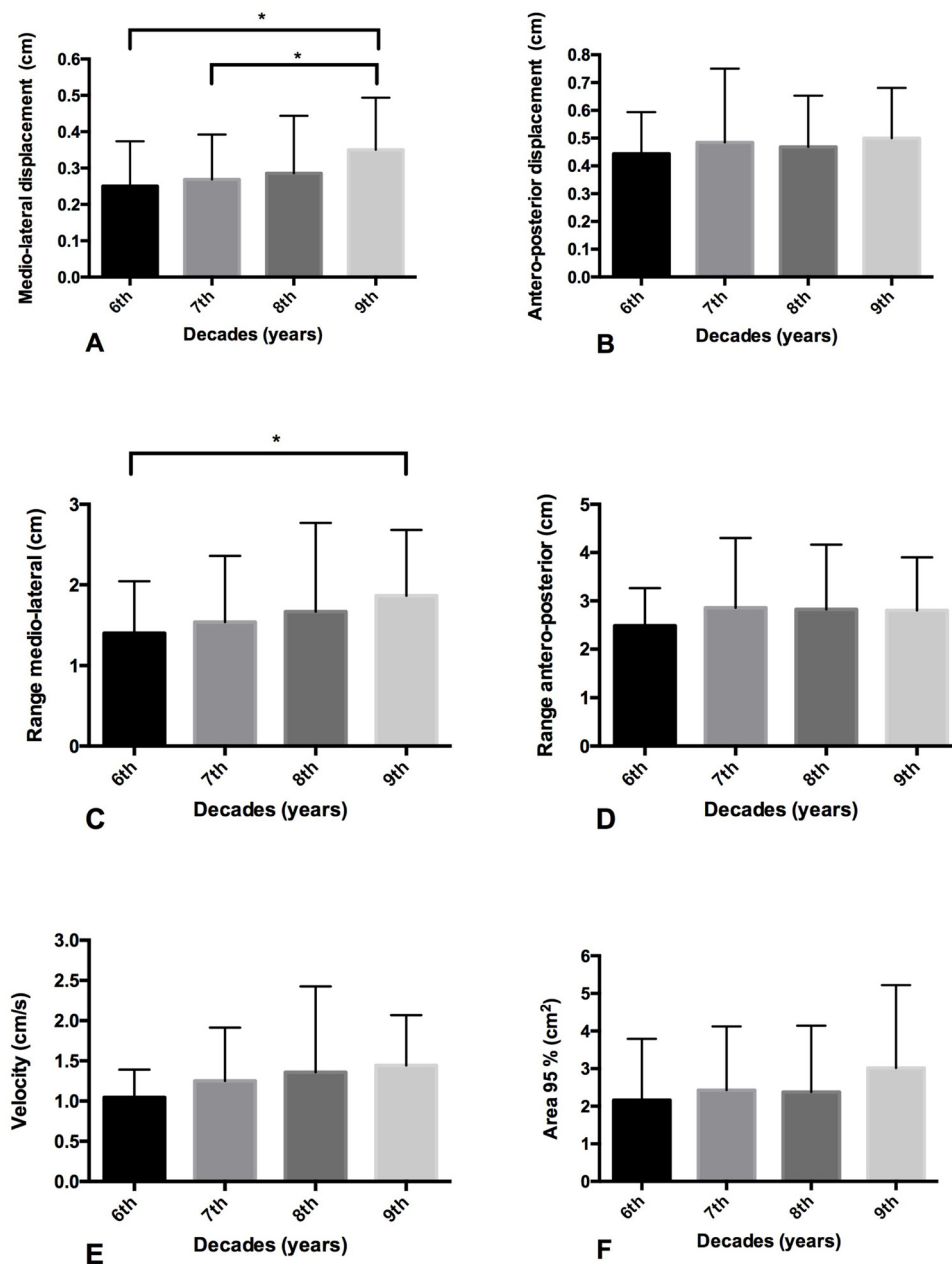 *
*
Medio-lateral displacement (cm)
0.6
0.5
0.4
0.3
0.2
0.1
0.0
6th
7th
8th
9th
Decades (years)
A
Antero-posterior displacement (cm)
0.8
0.7
0.6
0.5
0.4
0.3
0.2
0.1
0.0
6th
7th
8th
9th
Decades (years)
B
*
Range medio-lateral (cm)
3
2
1
0
6th
7th
8th
9th
Decades (years)
C
Range antero-posterior (cm)
5
4
3
2
1
0
6th
7th
8th
9th
Decades (years)
D
Velocity (cm/s)
3.0
2.5
2.0
1.5
1.0
0.5
0.0
6th
7th
8th
9th
Decades (years)
E
Area 95 % (cm²)
6
5
4
3
2
1
0
6th
7th
8th
9th
Decades (years)
F